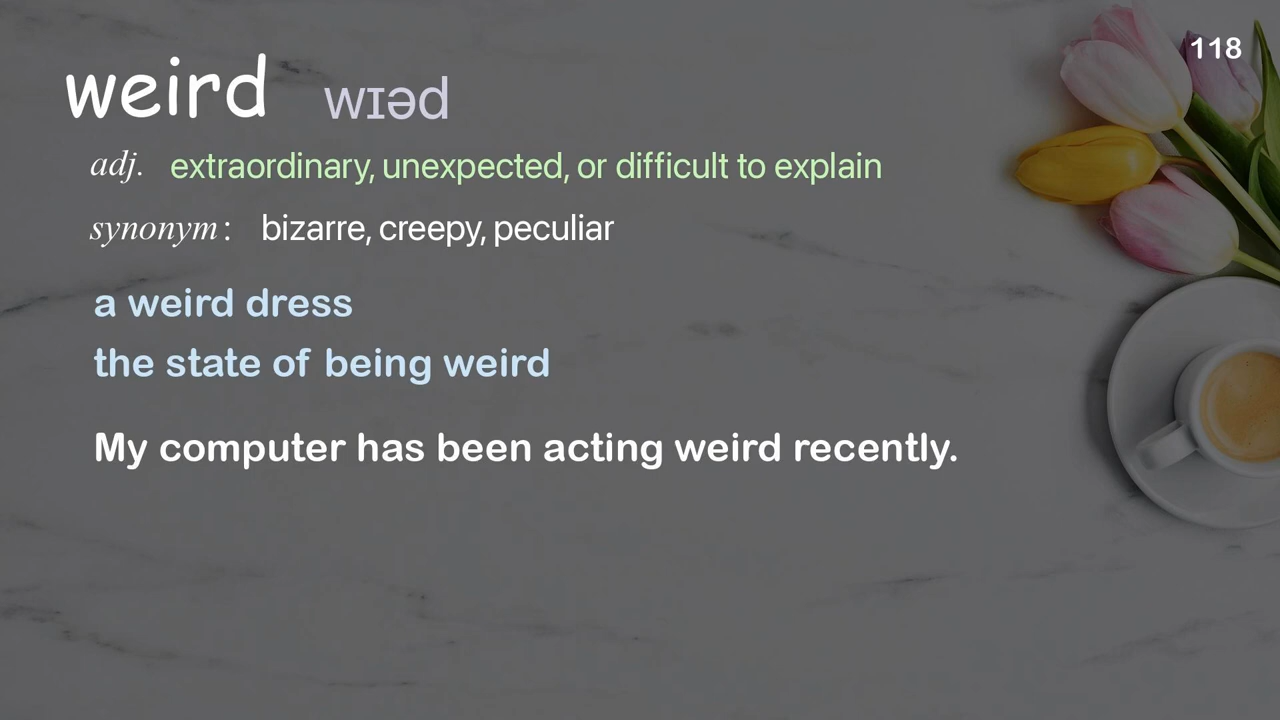 118
weird wɪəd
adj. extraordinary, unexpected, or difficult to explain
synonym: bizarre, creepy, peculiar
a weird dress
the state of being weird
My computer has been acting weird recently.